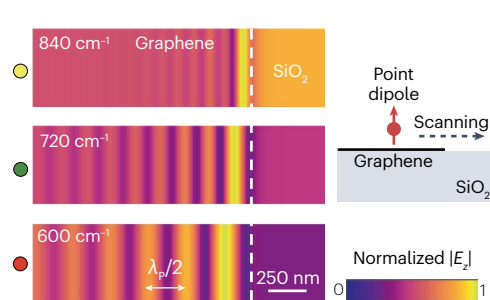 840 cm⁻¹ Graphene
SiO₂
720 cm⁻¹
600 cm⁻¹
λₚ/2
250 nm
Point
dipole
Scanning
Graphene
SiO₂
Normalized |E_z|
0 1